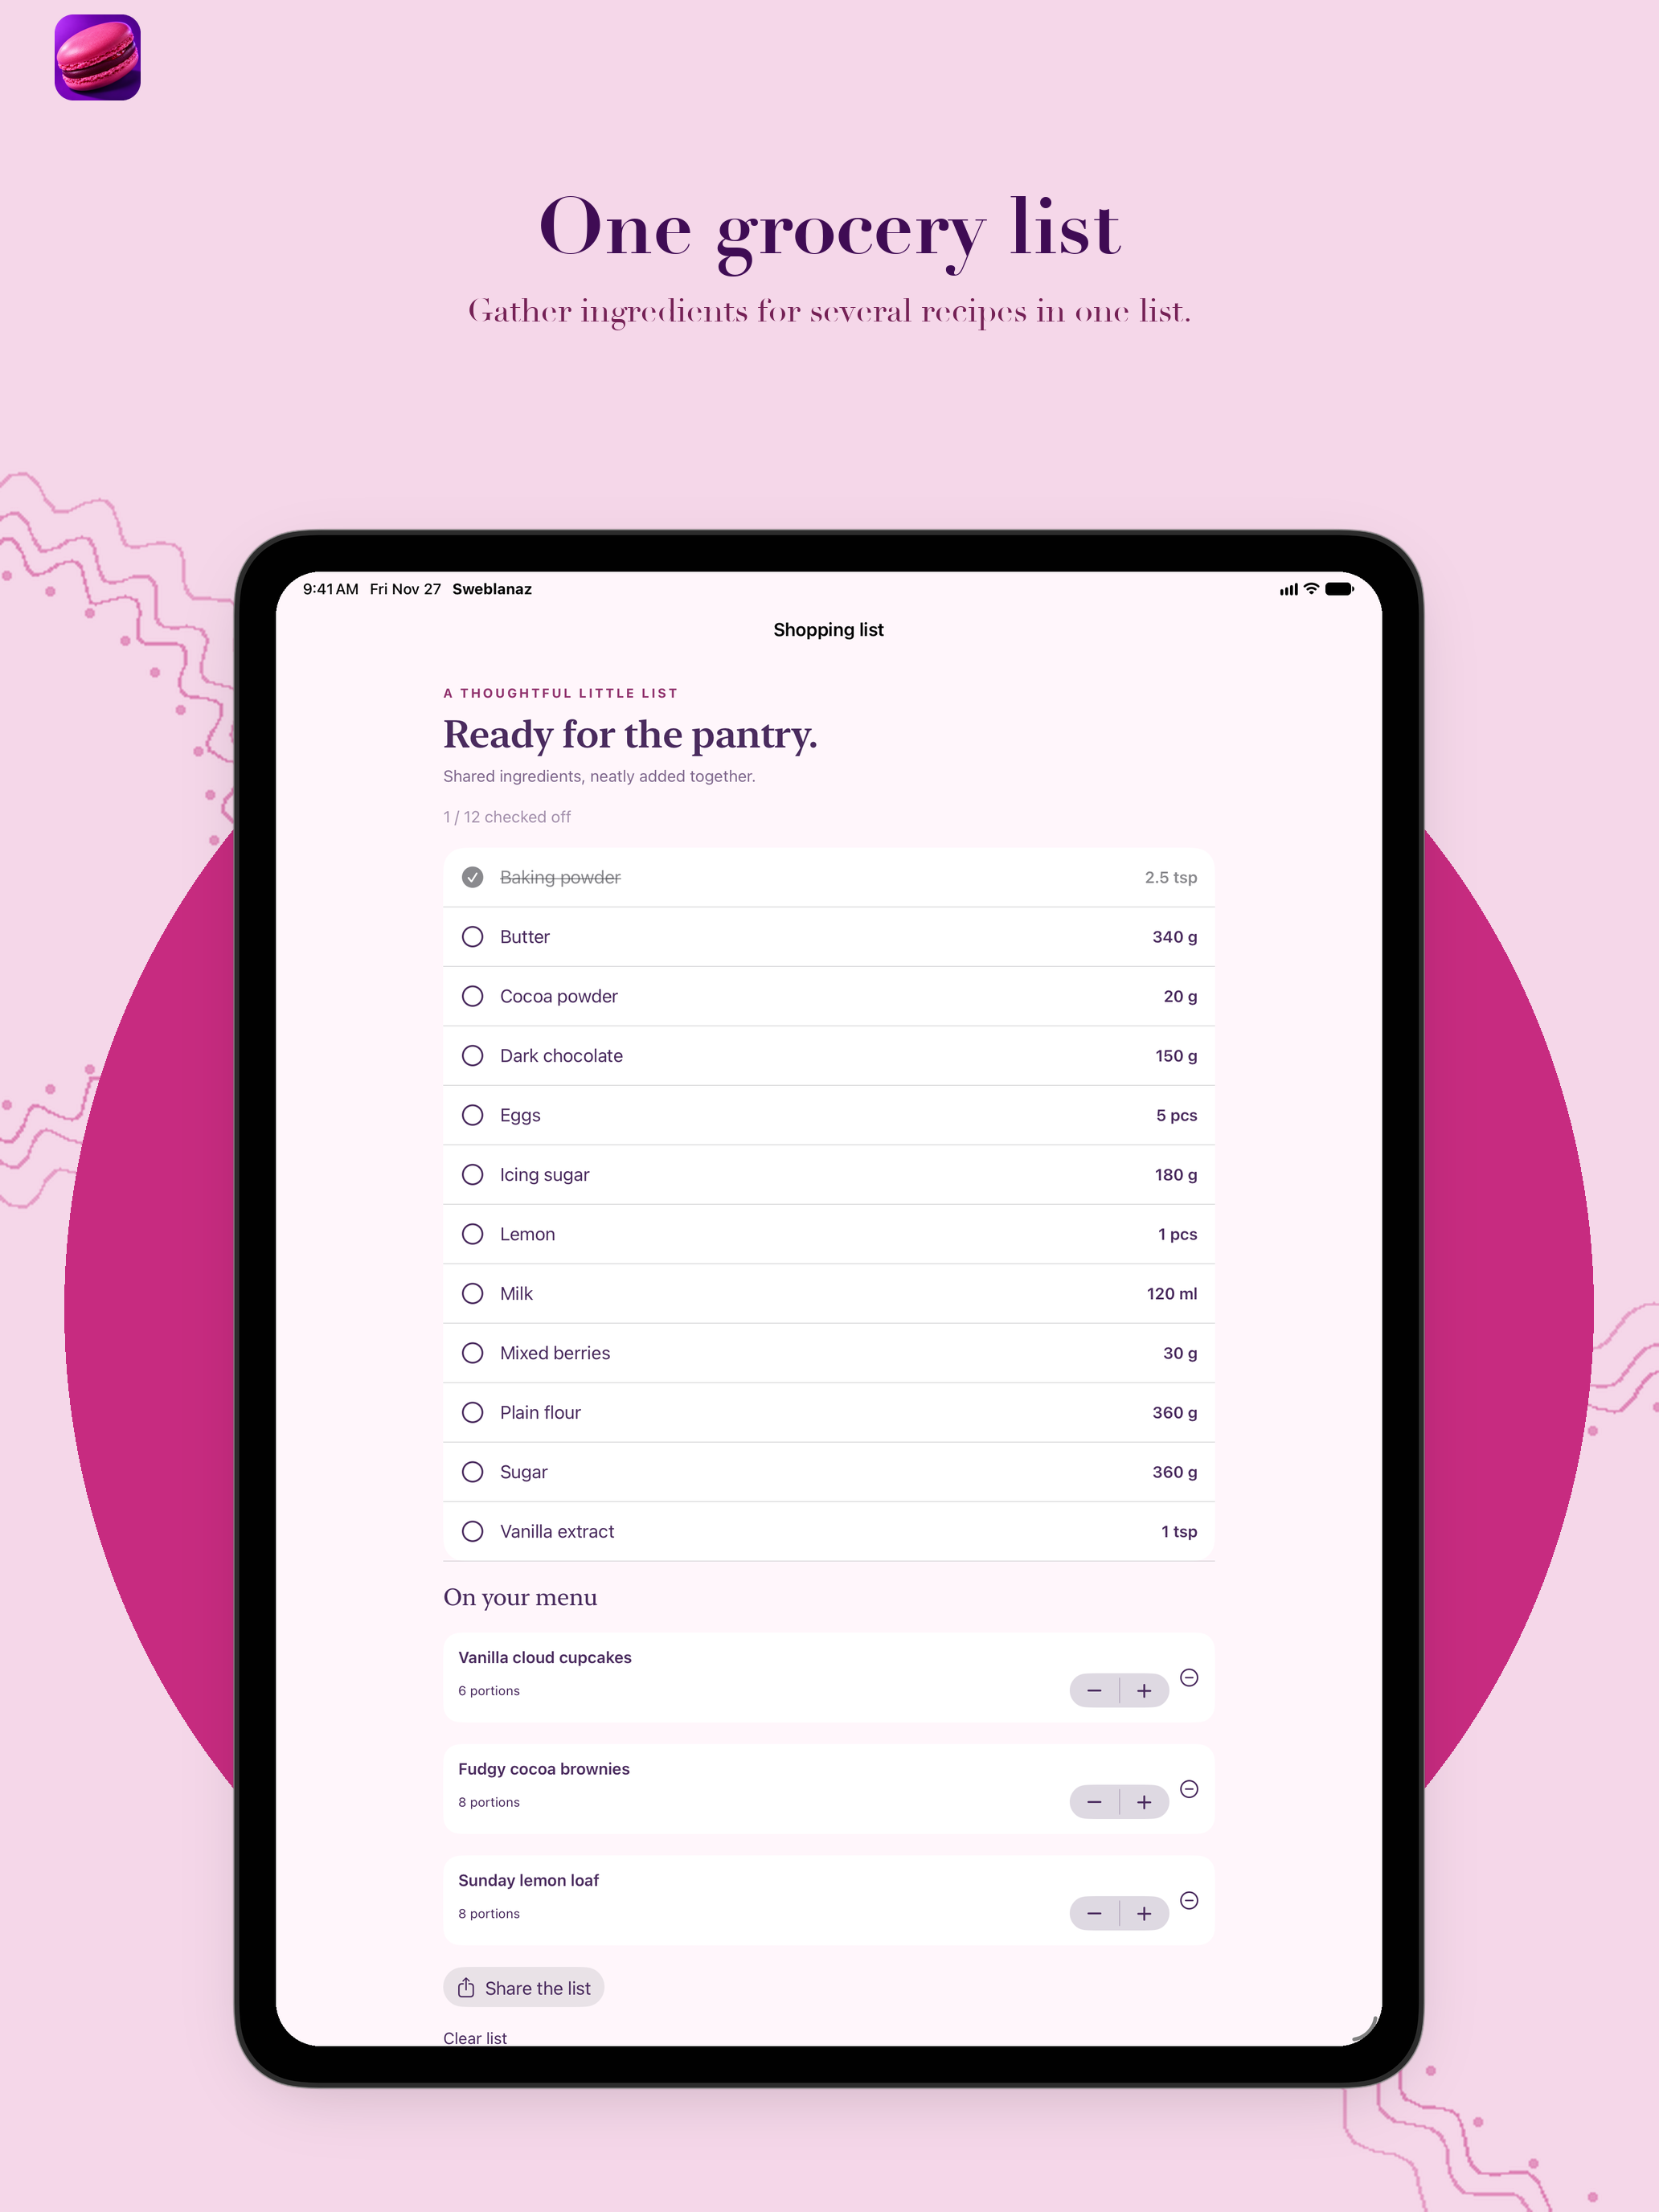 One grocery list
Gather ingredients for several recipes in one list.
9:41 AM Fri Nov 27 Sweblanaz
Shopping list
A THOUGHTFUL LITTLE LIST
Ready for the pantry.
Shared ingredients, neatly added together.
1 / 12 checked off
Baking powder 2.5 tsp
Butter 340 g
Cocoa powder 20 g
Dark chocolate 150 g
Eggs 5 pcs
Icing sugar 180 g
Lemon 1 pcs
Milk 120 ml
Mixed berries 30 g
Plain flour 360 g
Sugar 360 g
Vanilla extract 1 tsp
On your menu
Vanilla cloud cupcakes
6 portions
Fudgy cocoa brownies
8 portions
Sunday lemon loaf
8 portions
Share the list
Clear list